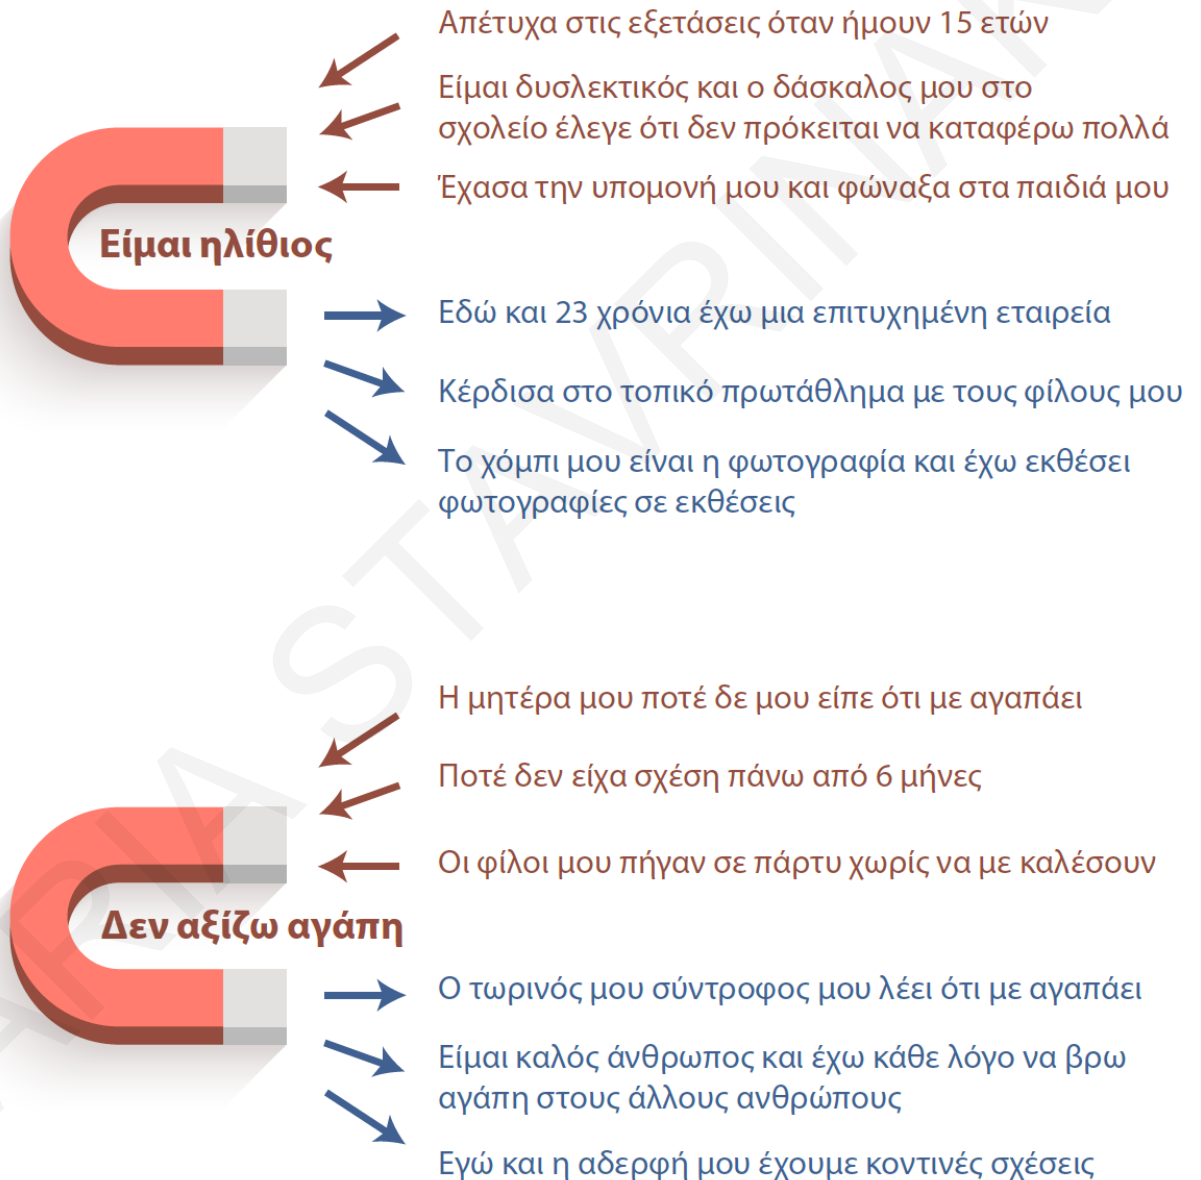 Απέτυχα στις εξετάσεις όταν ήμουν 15 ετών
Είμαι δυσλεκτικός και ο δάσκαλος μου στο
σχολείο έλεγε ότι δεν πρόκειται να καταφέρω πολλά
Έχασα την υπομονή μου και φώναξα στα παιδιά μου
Είμαι ηλίθιος
Εδώ και 23 χρόνια έχω μια επιτυχημένη εταιρεία
Κέρδισα στο τοπικό πρωτάθλημα με τους φίλους μου
Το χόμπι μου είναι η φωτογραφία και έχω εκθέσει
φωτογραφίες σε εκθέσεις
Η μητέρα μου ποτέ δε μου είπε ότι με αγαπάει
Ποτέ δεν είχα σχέση πάνω από 6 μήνες
Οι φίλοι μου πήγαν σε πάρτυ χωρίς να με καλέσουν
Δεν αξίζω αγάπη
Ο τωρινός μου σύντροφος μου λέει ότι με αγαπάει
Είμαι καλός άνθρωπος και έχω κάθε λόγο να βρω
αγάπη στους άλλους ανθρώπους
Εγώ και η αδερφή μου έχουμε κοντινές σχέσεις
ARIA STAVRINAK